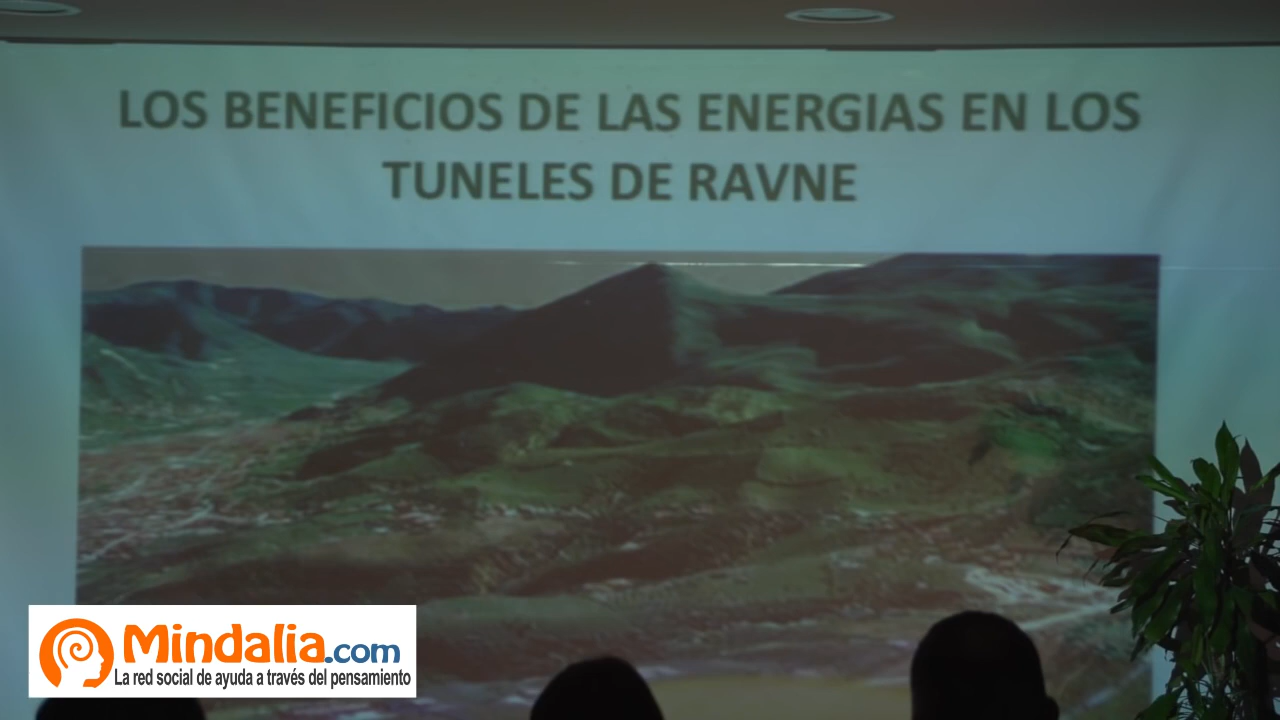 LOS BENEFICIOS DE LAS ENERGIAS EN LOS
TUNELES DE RAVNE
Mindalia.com
La red social de ayuda a través del pensamiento